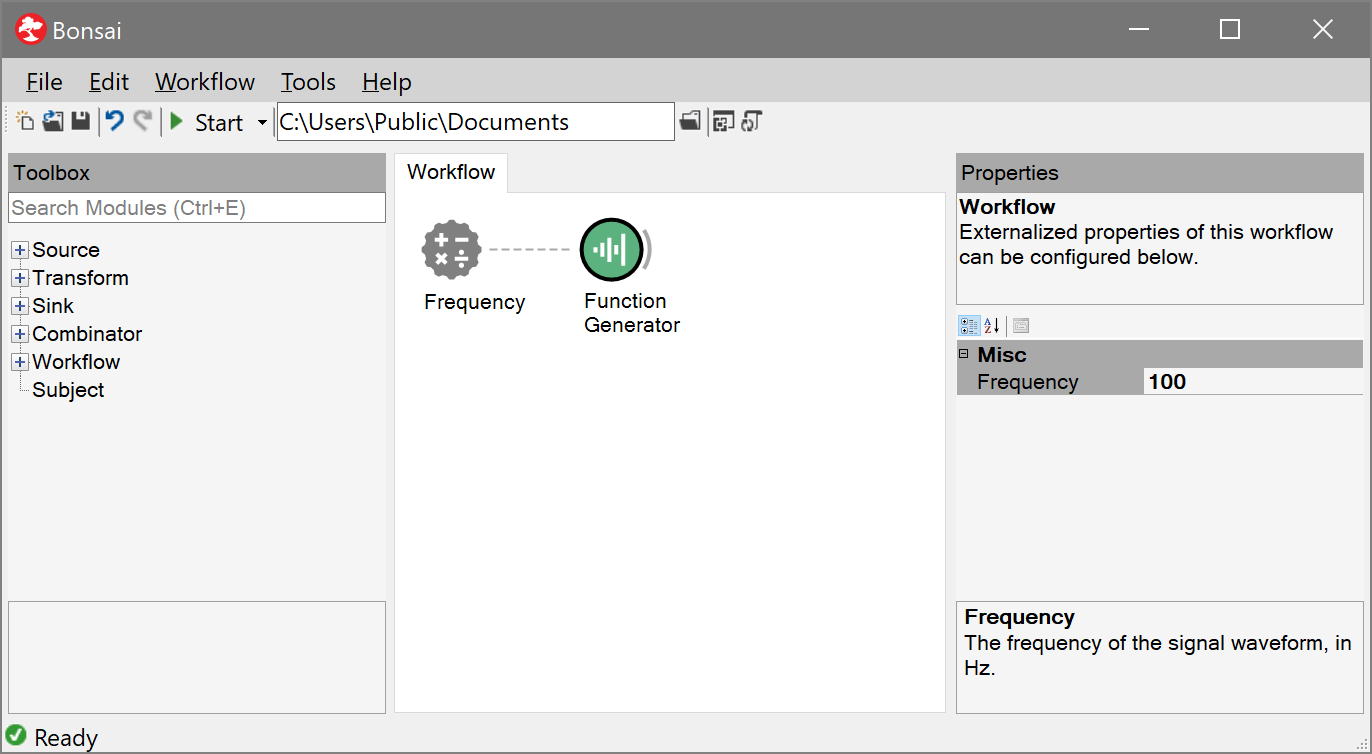 Bonsai
File Edit Workflow Tools Help
Start C:\Users\Public\Documents
Toolbox
Search Modules (Ctrl+E)
Source
Transform
Sink
Combinator
Workflow
Subject
Workflow
Frequency
Function
Generator
Properties
Workflow
Externalized properties of this workflow
can be configured below.
Misc
Frequency 100
Frequency
The frequency of the signal waveform, in
Hz.
Ready